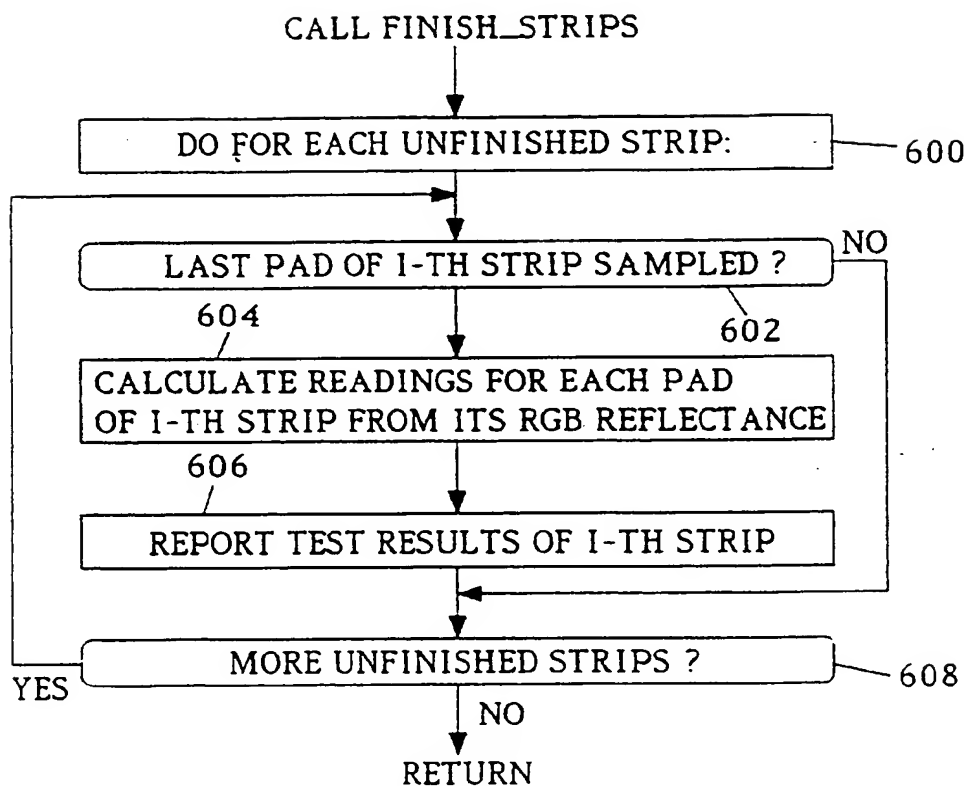 CALL FINISH_STRIPS
DO FOR EACH UNFINISHED STRIP:
600
LAST PAD OF I-TH STRIP SAMPLED ?
NO
602
604
CALCULATE READINGS FOR EACH PAD
OF I-TH STRIP FROM ITS RGB REFLECTANCE
606
REPORT TEST RESULTS OF I-TH STRIP
MORE UNFINISHED STRIPS ?
608
YES
NO
RETURN